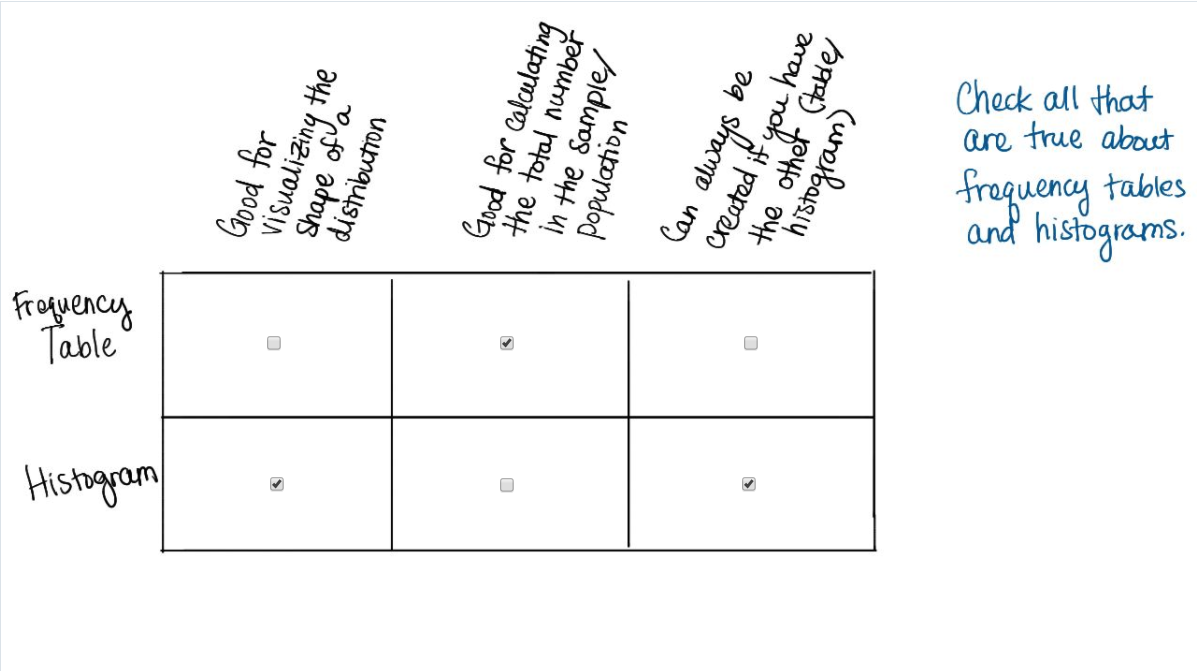 Good for
visualizing the
shape of a
distribution
Good for calculating
the total number
in the sample/
population
Can always be
created if you have
the other (table/
histogram)
Check all that
are true about
frequency tables
and histograms.
Frequency
Table
Histogram